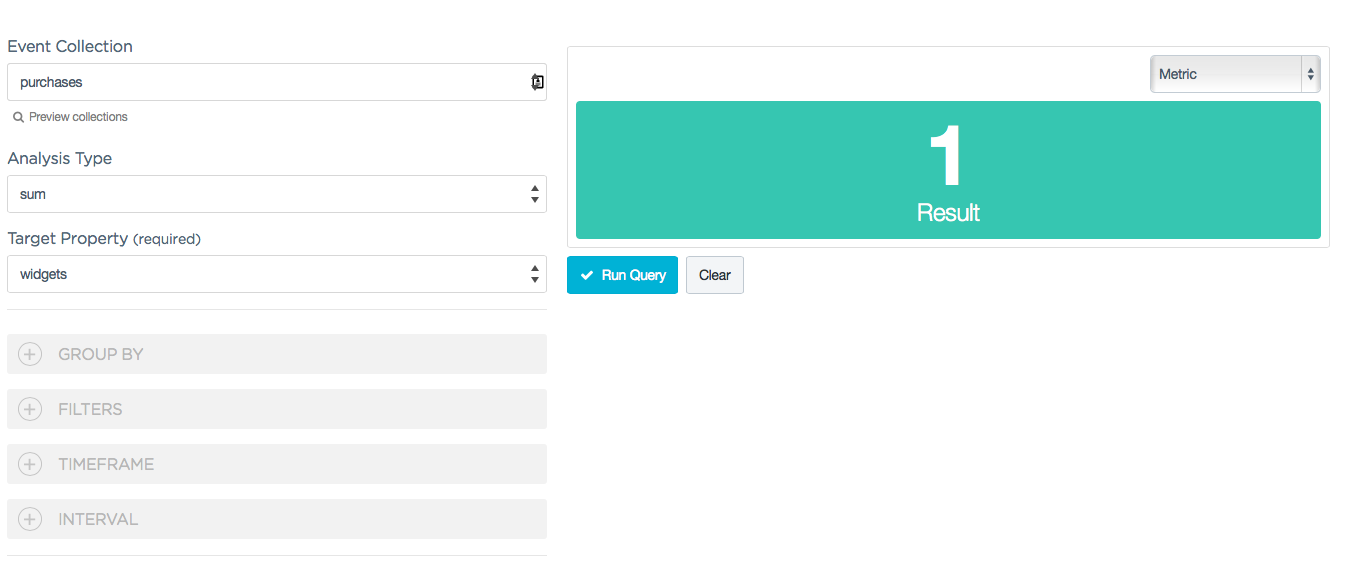 Event Collection
purchases
Preview collections
Analysis Type
sum
Target Property (required)
widgets
GROUP BY
FILTERS
TIMEFRAME
INTERVAL
Metric
1
Result
Run Query
Clear